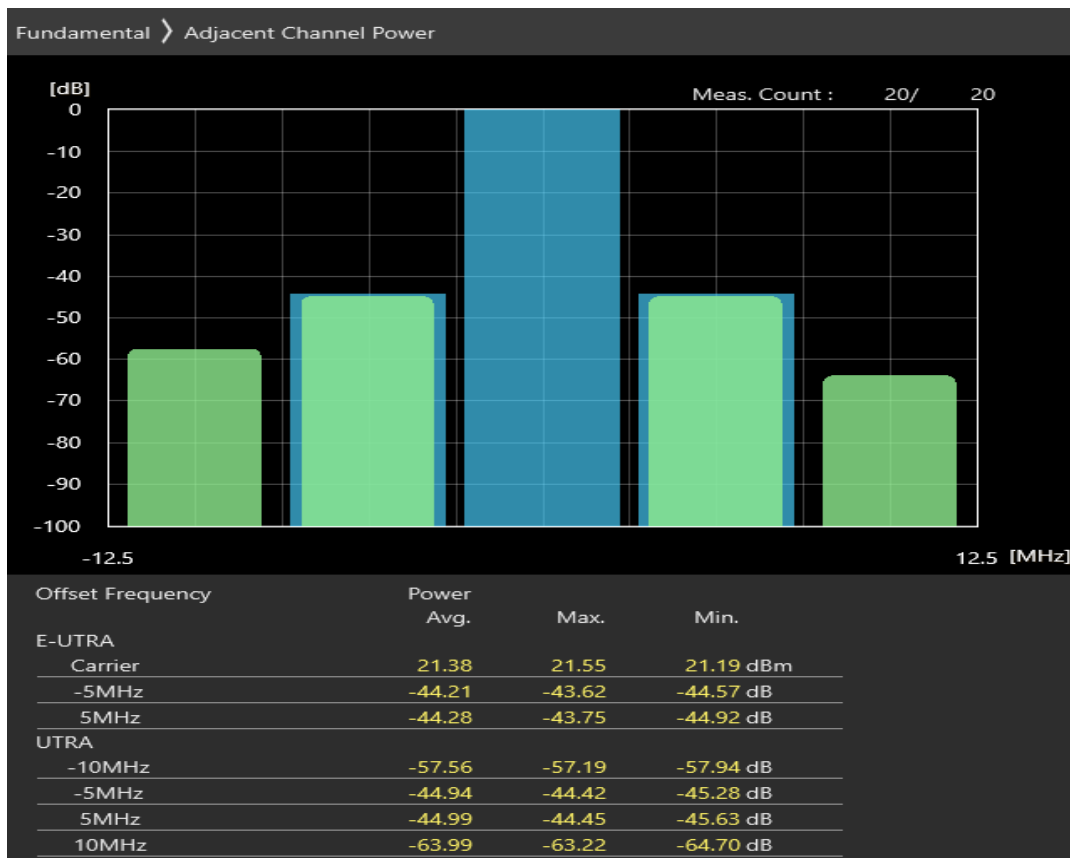 Fundamental 〉 Adjacent Channel Power
[dB]
Meas. Count : 20/ 20
0
-10
-20
-30
-40
-50
-60
-70
-80
-90
-100
-12.5 12.5 [MHz]
Offset Frequency Power
Avg. Max. Min.
E-UTRA
Carrier 21.38 21.55 21.19 dBm
-5MHz -44.21 -43.62 -44.57 dB
5MHz -44.28 -43.75 -44.92 dB
UTRA
-10MHz -57.56 -57.19 -57.94 dB
-5MHz -44.94 -44.42 -45.28 dB
5MHz -44.99 -44.45 -45.63 dB
10MHz -63.99 -63.22 -64.70 dB